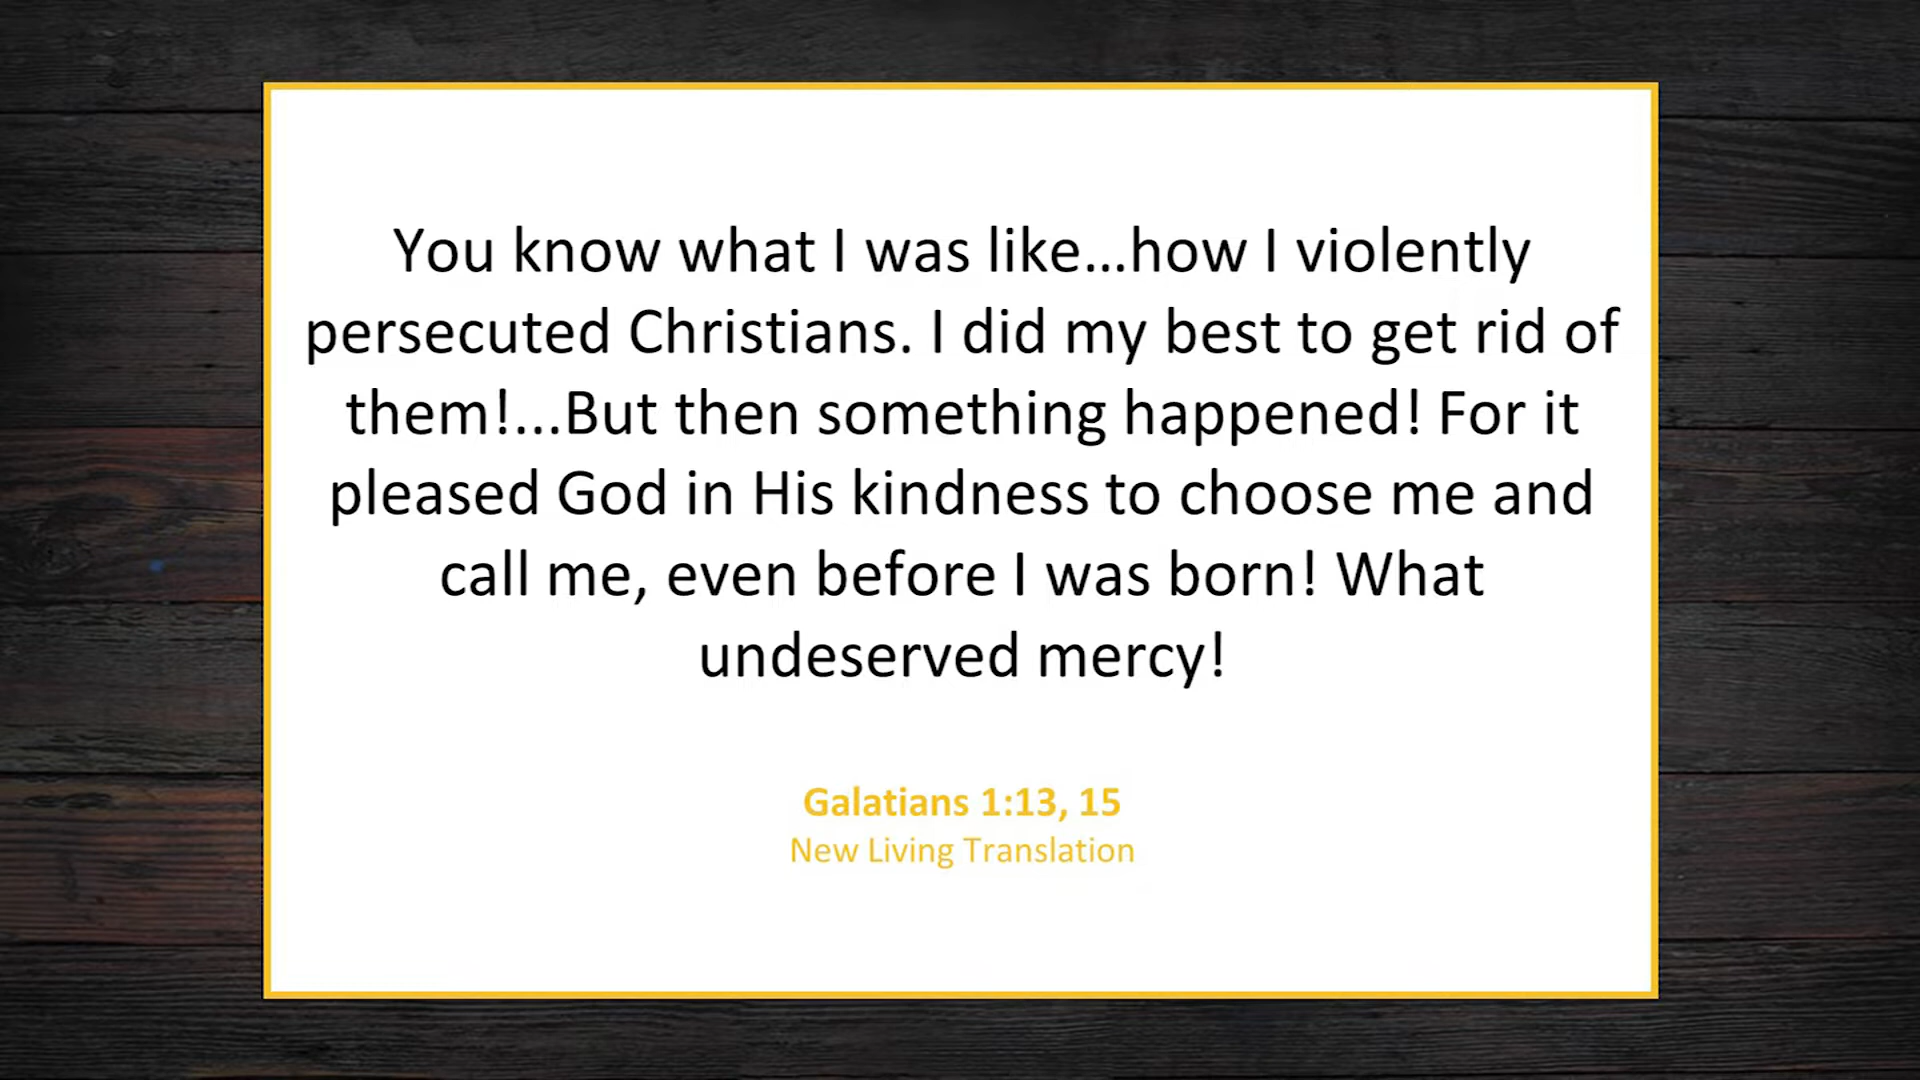 You know what I was like...how I violently
persecuted Christians. I did my best to get rid of
them!...But then something happened! For it
pleased God in His kindness to choose me and
call me, even before I was born! What
undeserved mercy!
Galatians 1:13, 15
New Living Translation